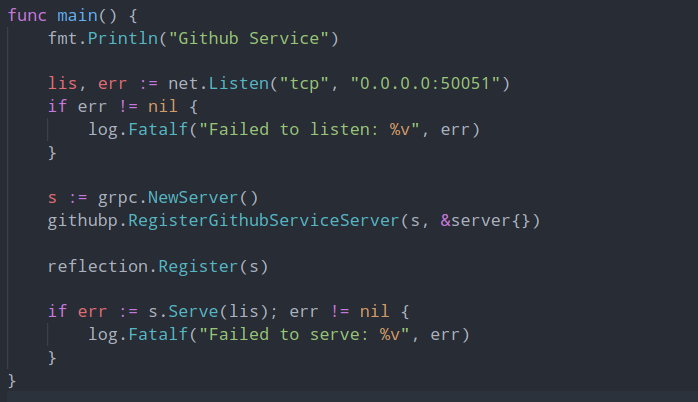 func main() {
    fmt.Println("Github Service")
    lis, err := net.Listen("tcp", "0.0.0.0:50051")
    if err != nil {
        log.Fatalf("Failed to listen: %v", err)
    }
    s := grpc.NewServer()
    githubp.RegisterGithubServiceServer(s, &server{})
    reflection.Register(s)
    if err := s.Serve(lis); err != nil {
        log.Fatalf("Failed to serve: %v", err)
    }
}